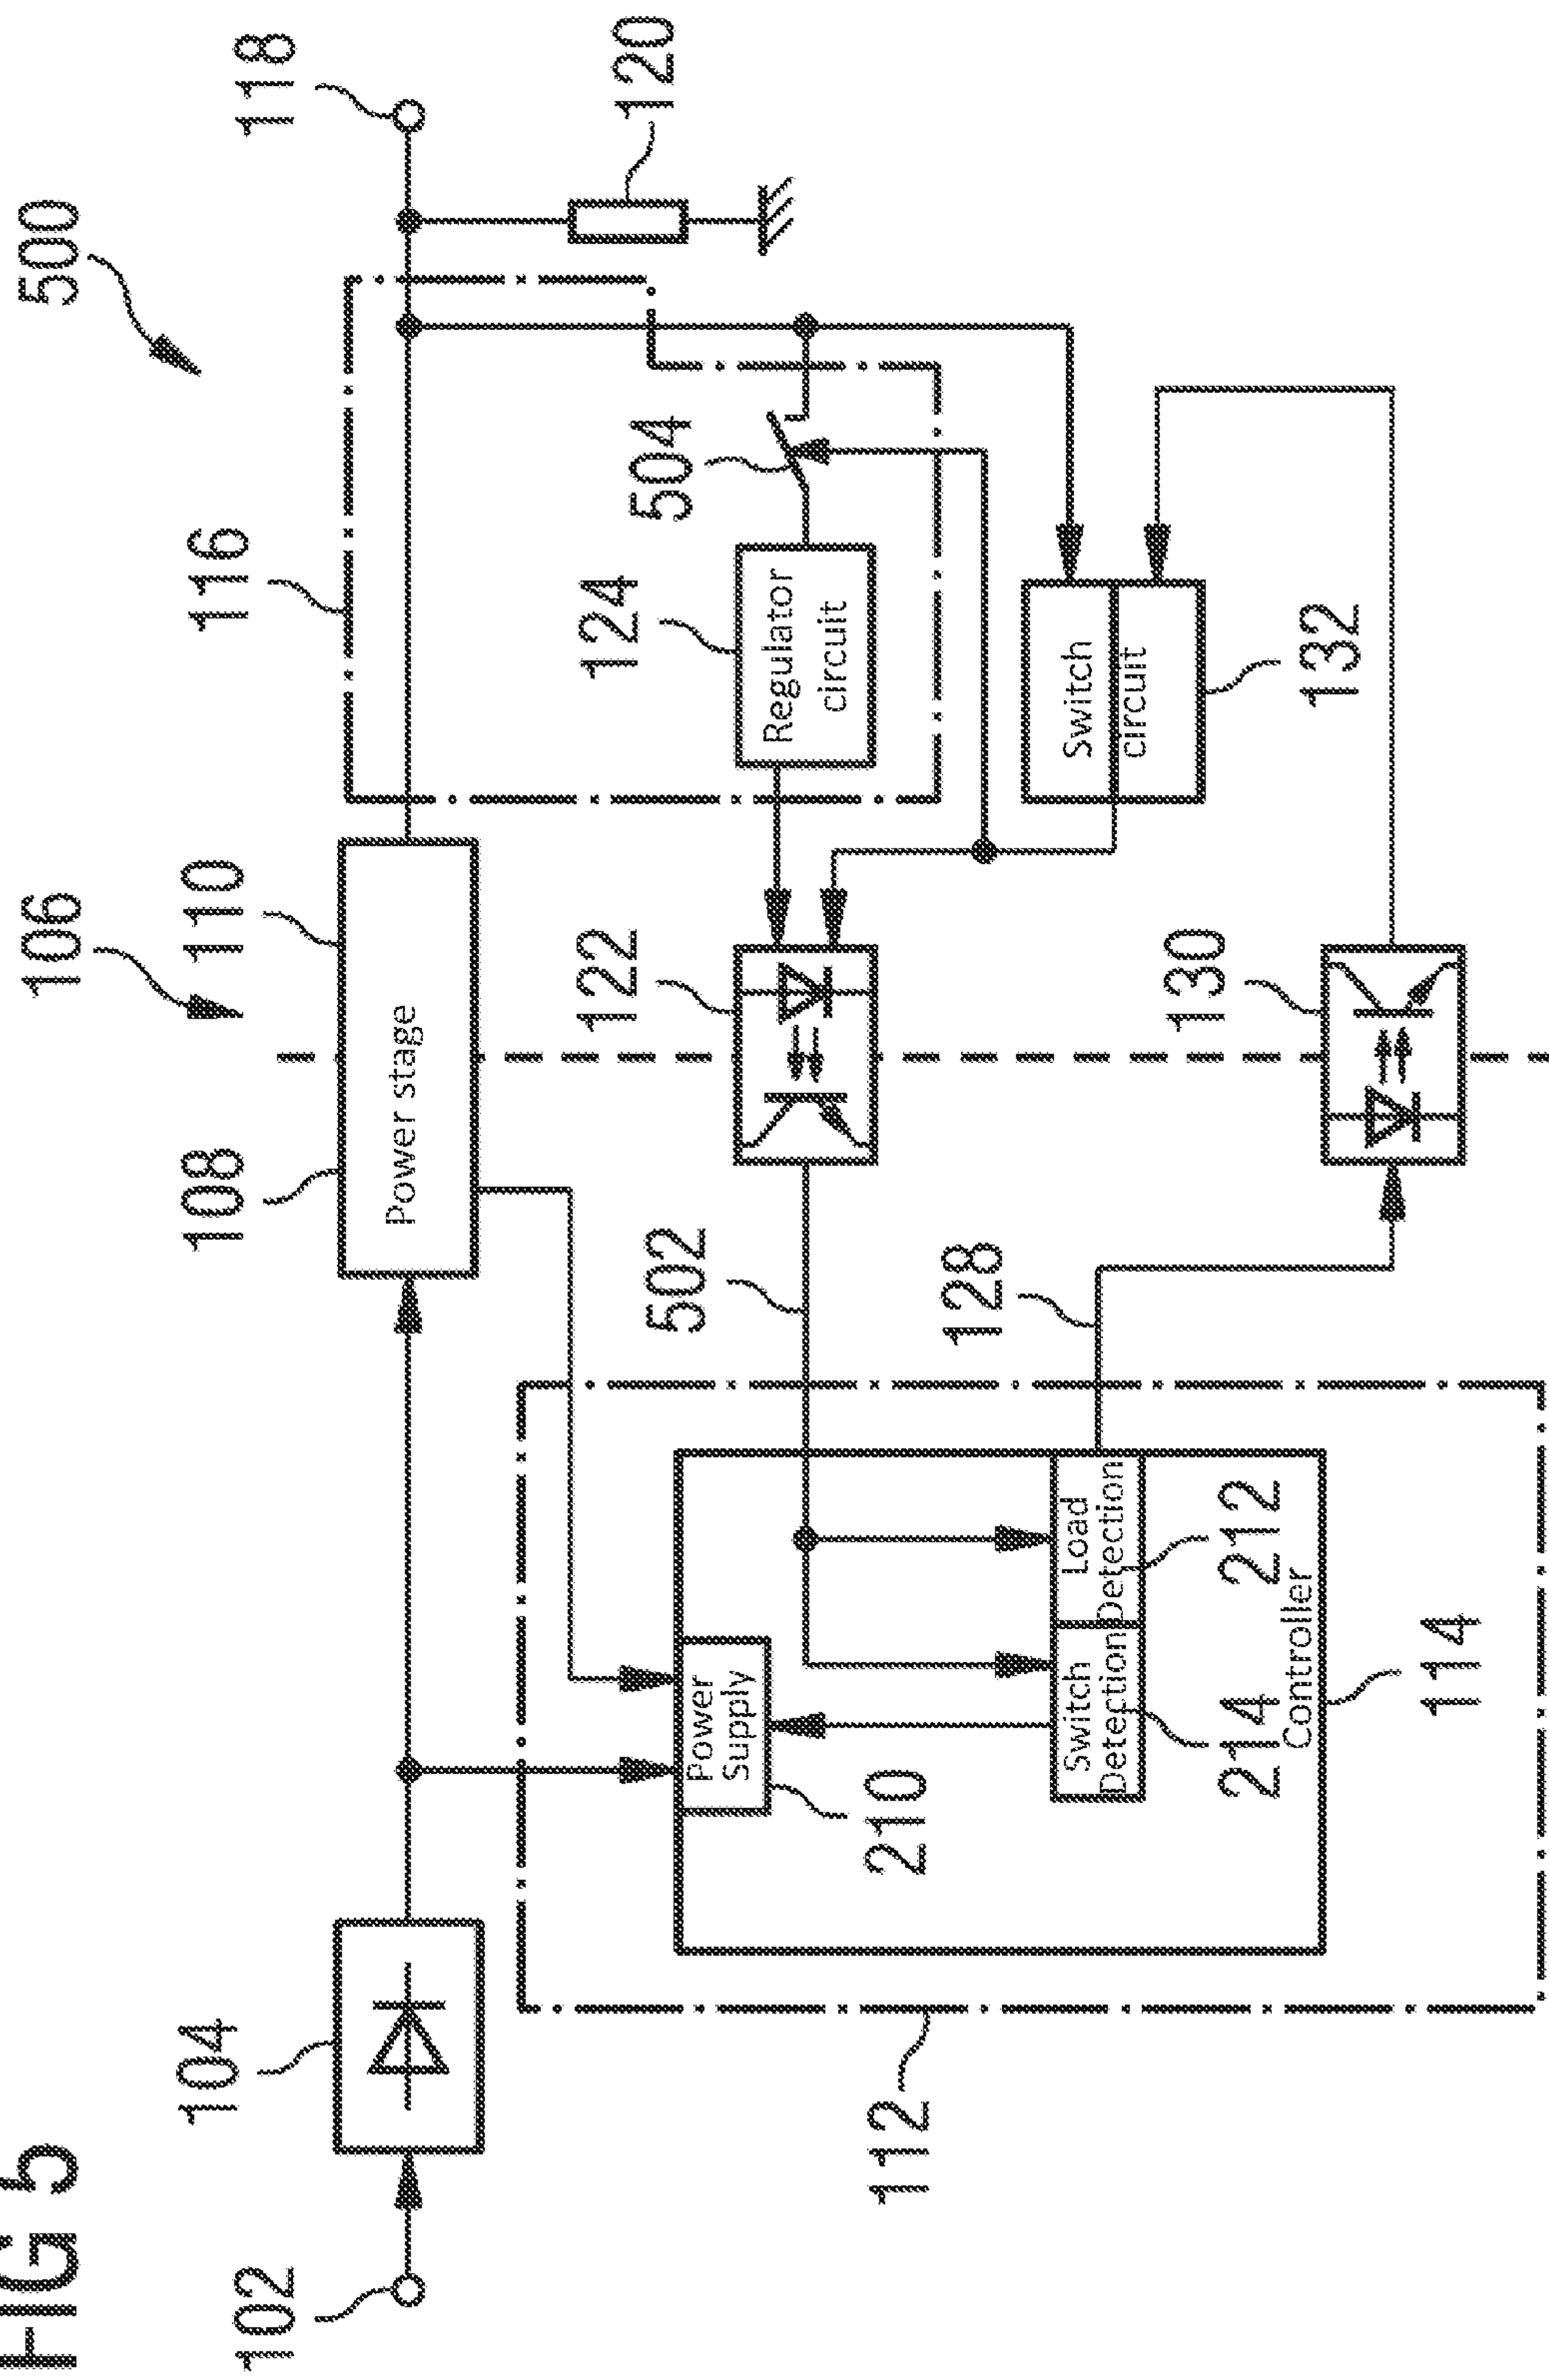 FIG 5
500
106
118
116
110
108
104
102
Power stage
120
504
124
122
502
Regulator
circuit
112
210
Power
Supply
128
130
132
Switch
circuit
Load
Detection
Switch
Detection
212
214
Controller
114